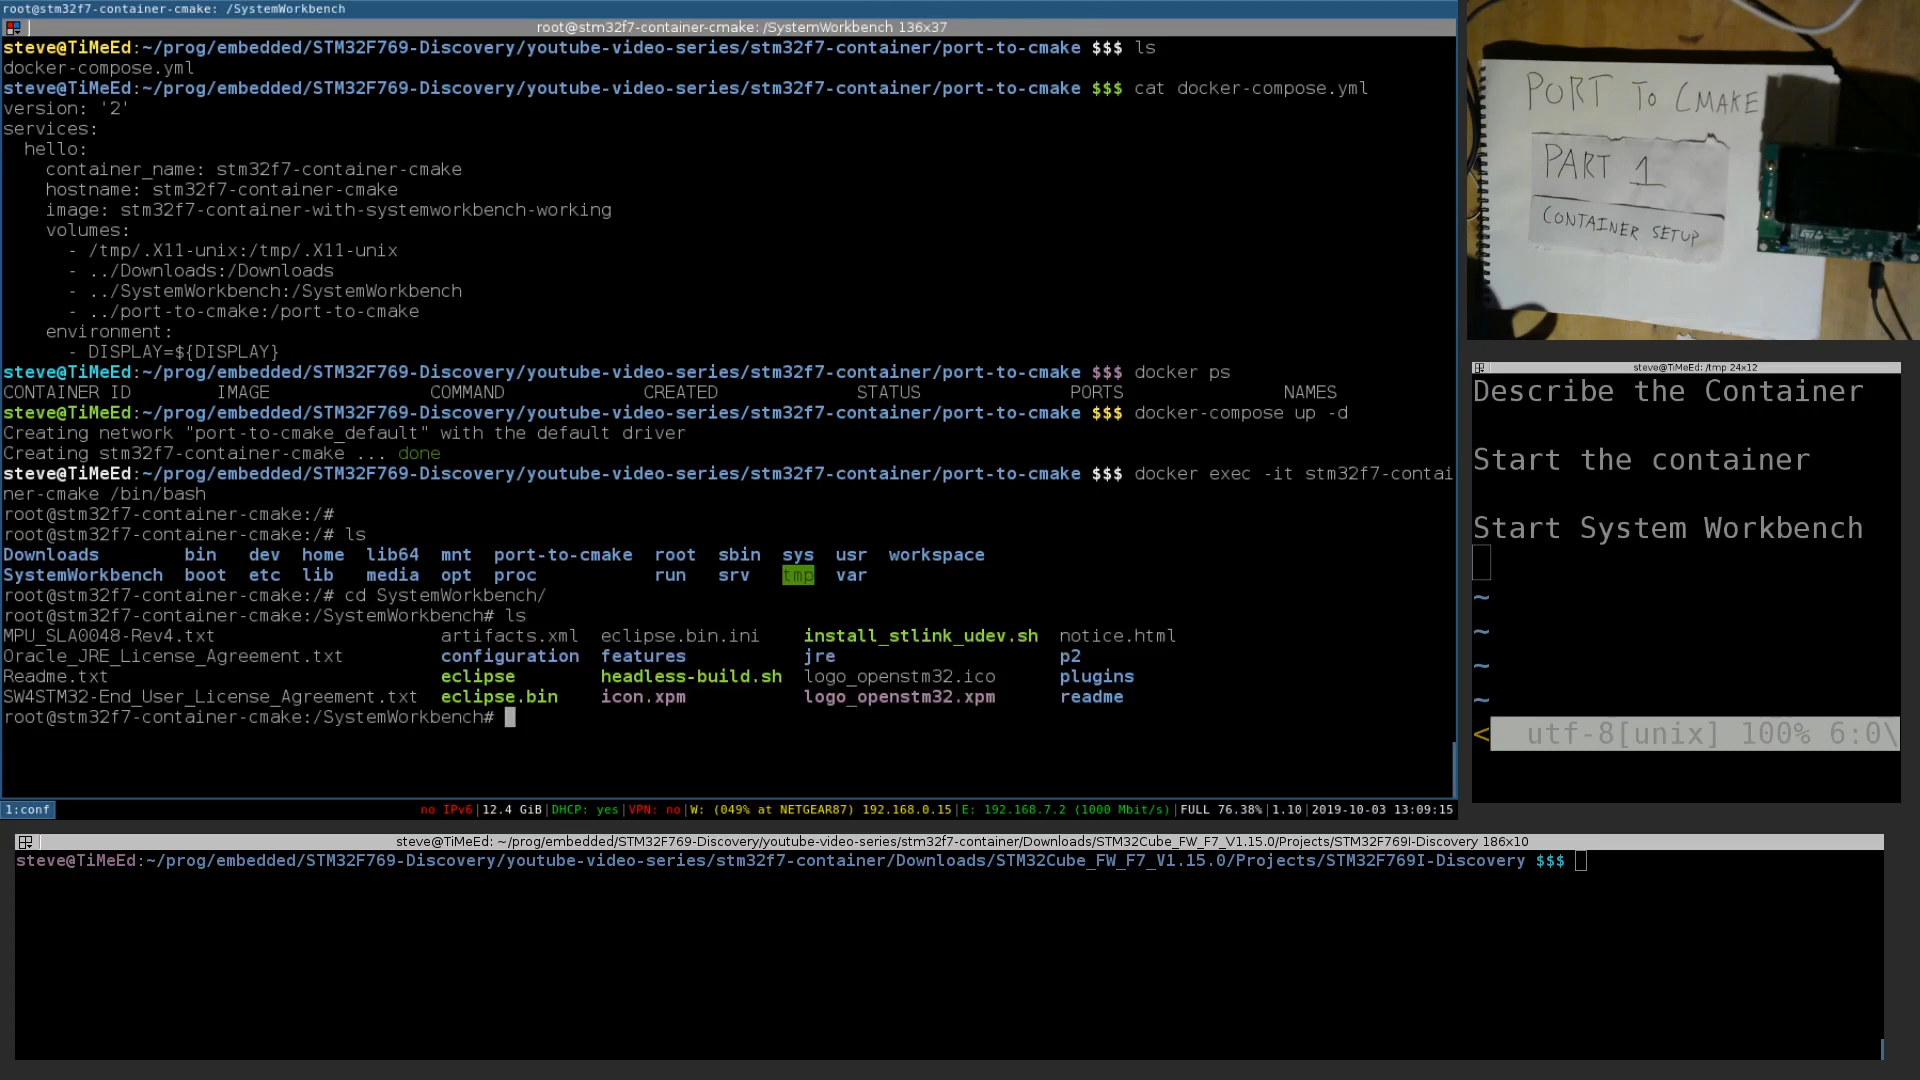 root@stm32f7-container-cmake: /SystemWorkbench
root@stm32f7-container-cmake: /SystemWorkbench 136x37
steve@TiMeEd:~/prog/embedded/STM32F769-Discovery/youtube-video-series/stm32f7-container/port-to-cmake $$$ ls
docker-compose.yml
steve@TiMeEd:~/prog/embedded/STM32F769-Discovery/youtube-video-series/stm32f7-container/port-to-cmake $$$ cat docker-compose.yml
version: '2'
services:
  hello:
    container_name: stm32f7-container-cmake
    hostname: stm32f7-container-cmake
    image: stm32f7-container-with-systemworkbench-working
    volumes:
      - /tmp/.X11-unix:/tmp/.X11-unix
      - ../Downloads:/Downloads
      - ../SystemWorkbench:/SystemWorkbench
      - ../port-to-cmake:/port-to-cmake
    environment:
      - DISPLAY=${DISPLAY}
steve@TiMeEd:~/prog/embedded/STM32F769-Discovery/youtube-video-series/stm32f7-container/port-to-cmake $$$ docker ps
CONTAINER ID        IMAGE               COMMAND             CREATED             STATUS              PORTS               NAMES
steve@TiMeEd:~/prog/embedded/STM32F769-Discovery/youtube-video-series/stm32f7-container/port-to-cmake $$$ docker-compose up -d
Creating network "port-to-cmake_default" with the default driver
Creating stm32f7-container-cmake ... done
steve@TiMeEd:~/prog/embedded/STM32F769-Discovery/youtube-video-series/stm32f7-container/port-to-cmake $$$ docker exec -it stm32f7-contai
ner-cmake /bin/bash
root@stm32f7-container-cmake:/#
root@stm32f7-container-cmake:/# ls
Downloads        bin   dev  home  lib64  mnt  port-to-cmake  root  sbin  sys  usr  workspace
SystemWorkbench  boot  etc  lib   media  opt  proc           run   srv   tmp  var
root@stm32f7-container-cmake:/# cd SystemWorkbench/
root@stm32f7-container-cmake:/SystemWorkbench# ls
MPU_SLA0048-Rev4.txt                   artifacts.xml  eclipse.bin.ini    install_stlink_udev.sh  notice.html
Oracle_JRE_License_Agreement.txt       configuration  features           jre                     p2
Readme.txt                             eclipse        headless-build.sh  logo_openstm32.ico      plugins
SW4STM32-End_User_License_Agreement.txt  eclipse.bin    icon.xpm           logo_openstm32.xpm      readme
root@stm32f7-container-cmake:/SystemWorkbench#
1:conf
no IPv6|12.4 GiB|DHCP: yes|VPN: no|W: (049% at NETGEAR87) 192.168.0.15|E: 192.168.7.2 (1000 Mbit/s)|FULL 76.38%|1.10|2019-10-03 13:09:15
PORT TO CMAKE
PART 1
CONTAINER SETUP
steve@TiMeEd: /tmp 24x12
Describe the Container
Start the container
Start System Workbench
~
~
~
~
< utf-8[unix] 100% 6:0\
steve@TiMeEd: ~/prog/embedded/STM32F769-Discovery/youtube-video-series/stm32f7-container/Downloads/STM32Cube_FW_F7_V1.15.0/Projects/STM32F769I-Discovery 186x10
steve@TiMeEd:~/prog/embedded/STM32F769-Discovery/youtube-video-series/stm32f7-container/Downloads/STM32Cube_FW_F7_V1.15.0/Projects/STM32F769I-Discovery $$$